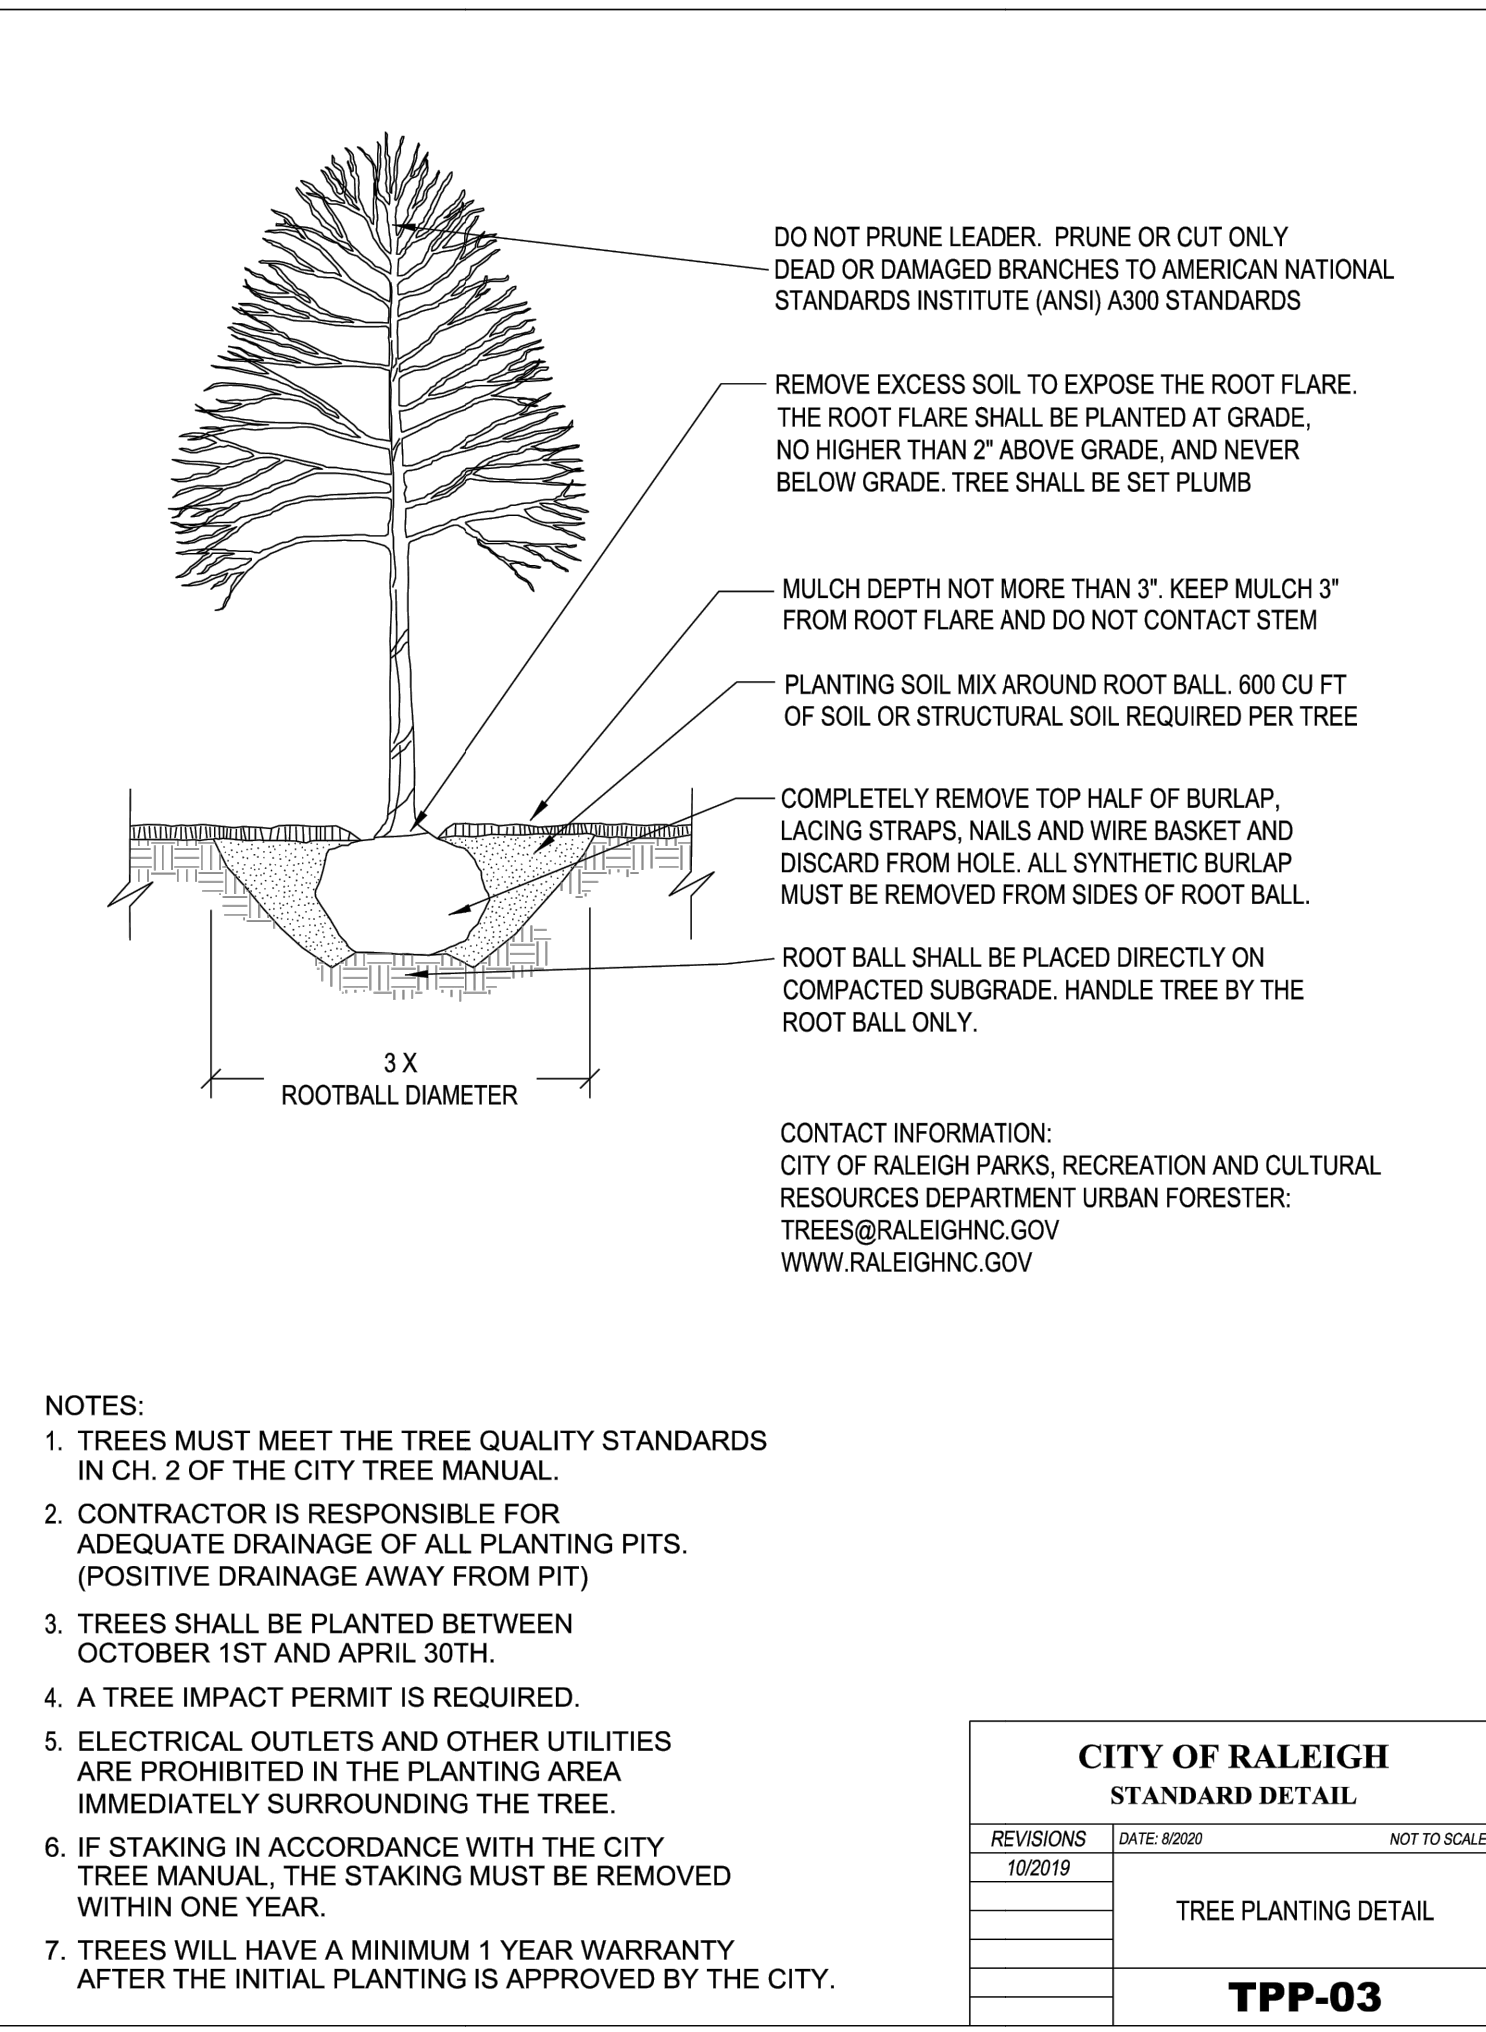 DO NOT PRUNE LEADER. PRUNE OR CUT ONLY
DEAD OR DAMAGED BRANCHES TO AMERICAN NATIONAL
STANDARDS INSTITUTE (ANSI) A300 STANDARDS
REMOVE EXCESS SOIL TO EXPOSE THE ROOT FLARE.
THE ROOT FLARE SHALL BE PLANTED AT GRADE,
NO HIGHER THAN 2" ABOVE GRADE, AND NEVER
BELOW GRADE. TREE SHALL BE SET PLUMB
MULCH DEPTH NOT MORE THAN 3". KEEP MULCH 3"
FROM ROOT FLARE AND DO NOT CONTACT STEM
PLANTING SOIL MIX AROUND ROOT BALL. 600 CU FT
OF SOIL OR STRUCTURAL SOIL REQUIRED PER TREE
COMPLETELY REMOVE TOP HALF OF BURLAP,
LACING STRAPS, NAILS AND WIRE BASKET AND
DISCARD FROM HOLE. ALL SYNTHETIC BURLAP
MUST BE REMOVED FROM SIDES OF ROOT BALL.
ROOT BALL SHALL BE PLACED DIRECTLY ON
COMPACTED SUBGRADE. HANDLE TREE BY THE
ROOT BALL ONLY.
3 X
ROOTBALL DIAMETER
CONTACT INFORMATION:
CITY OF RALEIGH PARKS, RECREATION AND CULTURAL
RESOURCES DEPARTMENT URBAN FORESTER:
TREES@RALEIGHNC.GOV
WWW.RALEIGHNC.GOV
NOTES:
1. TREES MUST MEET THE TREE QUALITY STANDARDS
IN CH. 2 OF THE CITY TREE MANUAL.
2. CONTRACTOR IS RESPONSIBLE FOR
ADEQUATE DRAINAGE OF ALL PLANTING PITS.
(POSITIVE DRAINAGE AWAY FROM PIT)
3. TREES SHALL BE PLANTED BETWEEN
OCTOBER 1ST AND APRIL 30TH.
4. A TREE IMPACT PERMIT IS REQUIRED.
5. ELECTRICAL OUTLETS AND OTHER UTILITIES
ARE PROHIBITED IN THE PLANTING AREA
IMMEDIATELY SURROUNDING THE TREE.
6. IF STAKING IN ACCORDANCE WITH THE CITY
TREE MANUAL, THE STAKING MUST BE REMOVED
WITHIN ONE YEAR.
7. TREES WILL HAVE A MINIMUM 1 YEAR WARRANTY
AFTER THE INITIAL PLANTING IS APPROVED BY THE CITY.
CITY OF RALEIGH
STANDARD DETAIL
REVISIONS
DATE: 8/2020
NOT TO SCALE
10/2019
TREE PLANTING DETAIL
TPP-03